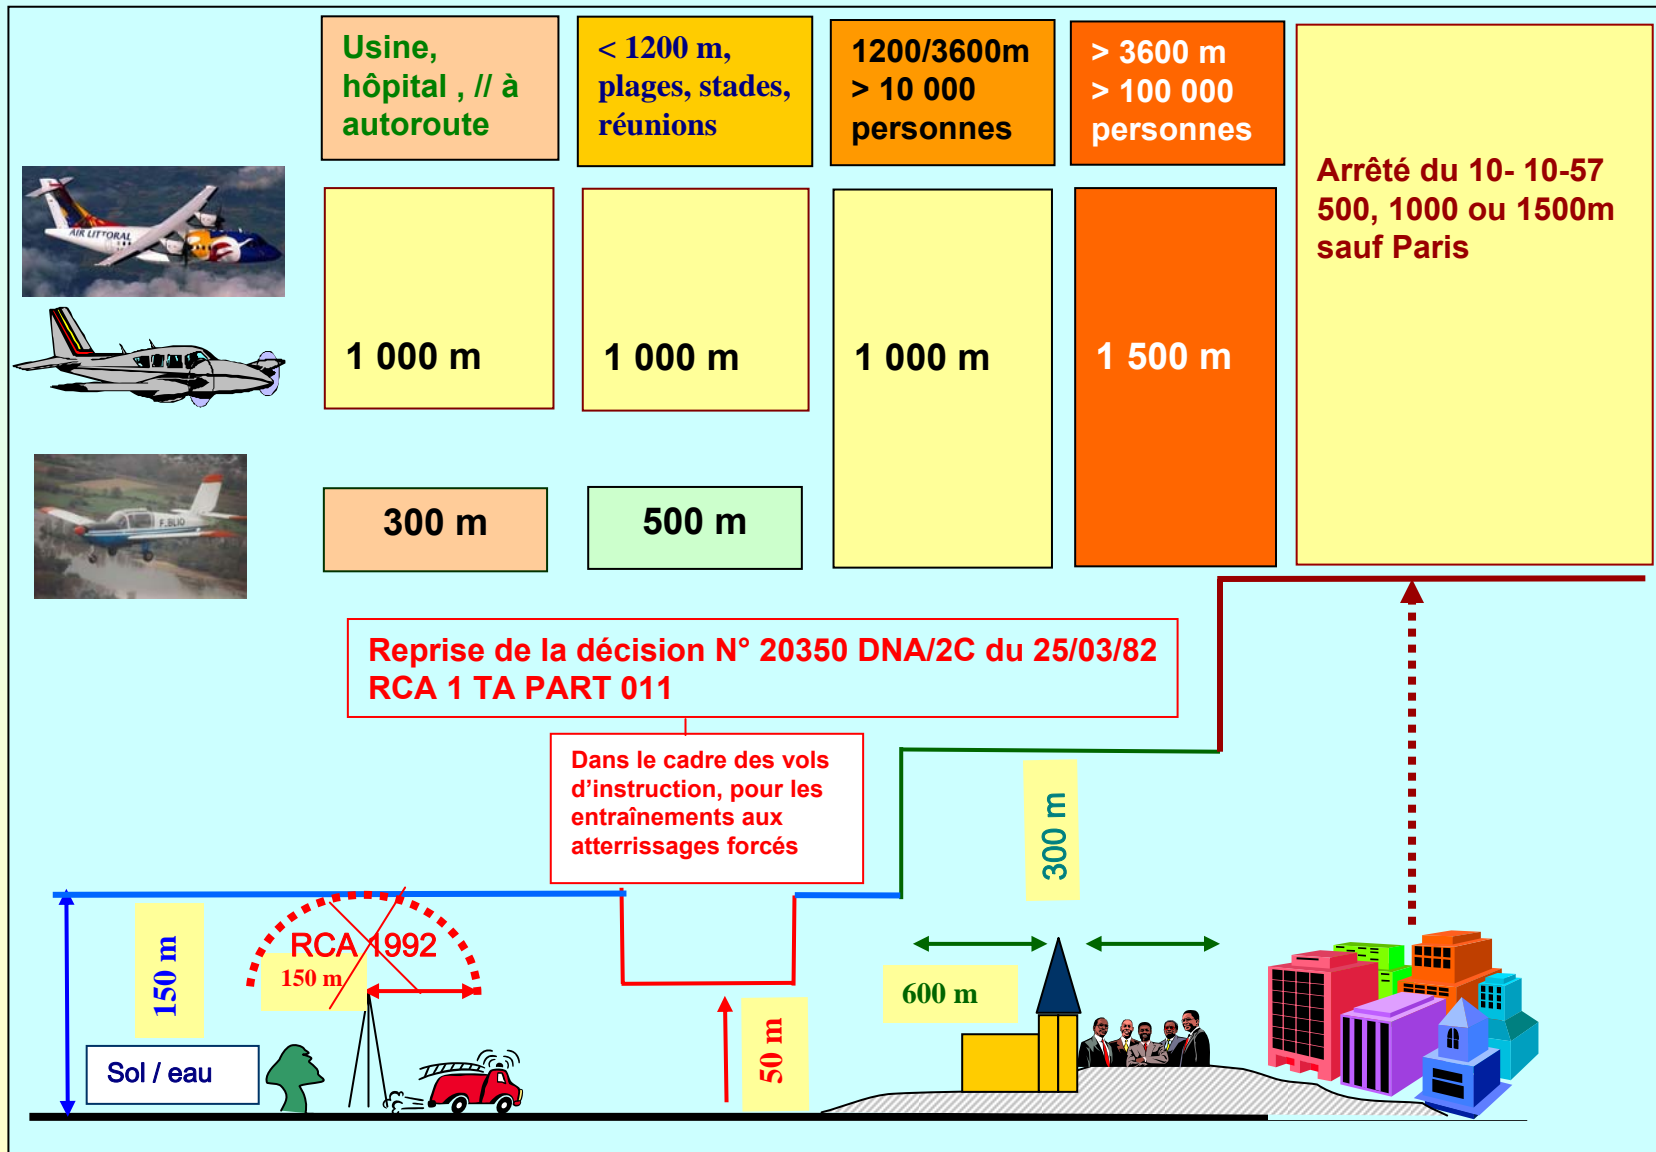 Usine,
hôpital , // à
autoroute
< 1200 m,
plages, stades,
réunions
1200/3600m
> 10 000
personnes
> 3600 m
> 100 000
personnes
Arrêté du 10- 10-57
500, 1000 ou 1500m
sauf Paris
AIR LITTORAL
1 000 m
1 000 m
1 000 m
1 500 m
F-BLIO
300 m
500 m
Reprise de la décision N° 20350 DNA/2C du 25/03/82
RCA 1 TA PART 011
Dans le cadre des vols
d’instruction, pour les
entraînements aux
atterrissages forcés
300 m
150 m
RCA 1992
150 m
600 m
50 m
Sol / eau